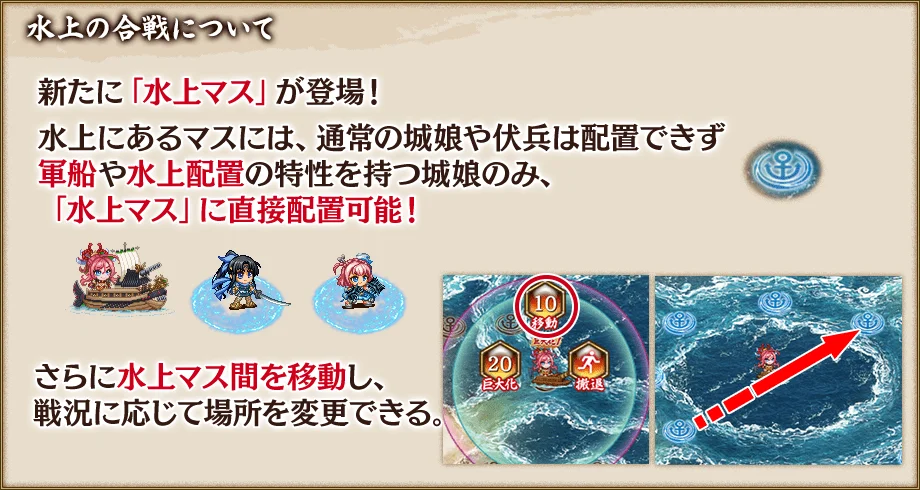 水上の合戦について
新たに「水上マス」が登場！
水上にあるマスには、通常の城娘や伏兵は配置できず
軍船や水上配置の特性を持つ城娘のみ、
「水上マス」に直接配置可能！
10
移動
巨大化
20
巨大化
撤退
さらに水上マス間を移動し、
戦況に応じて場所を変更できる。